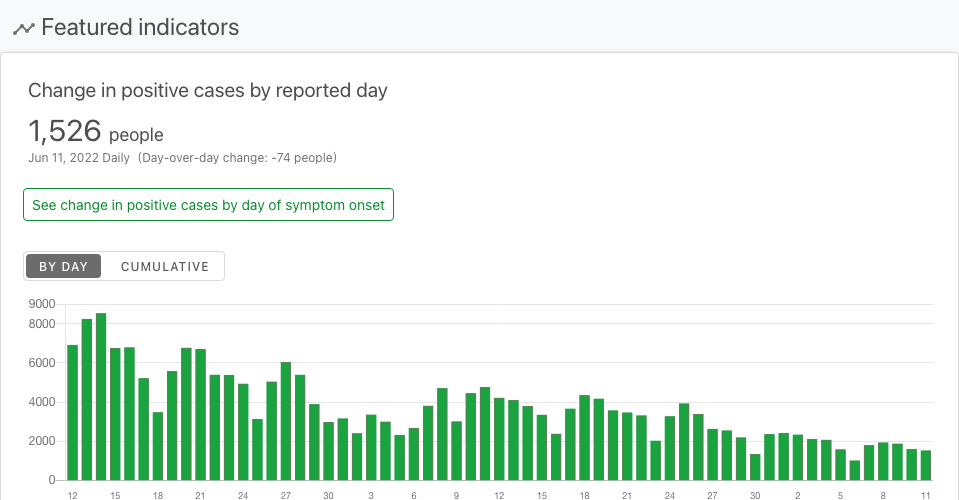 Featured indicators
Change in positive cases by reported day
1,526 people
Jun 11, 2022 Daily (Day-over-day change: -74 people)
See change in positive cases by day of symptom onset
BY DAY CUMULATIVE
9000
8000
6000
4000
2000
0
12 15 18 21 24 27 30 3 6 9 12 15 18 21 24 27 30 2 5 8 11